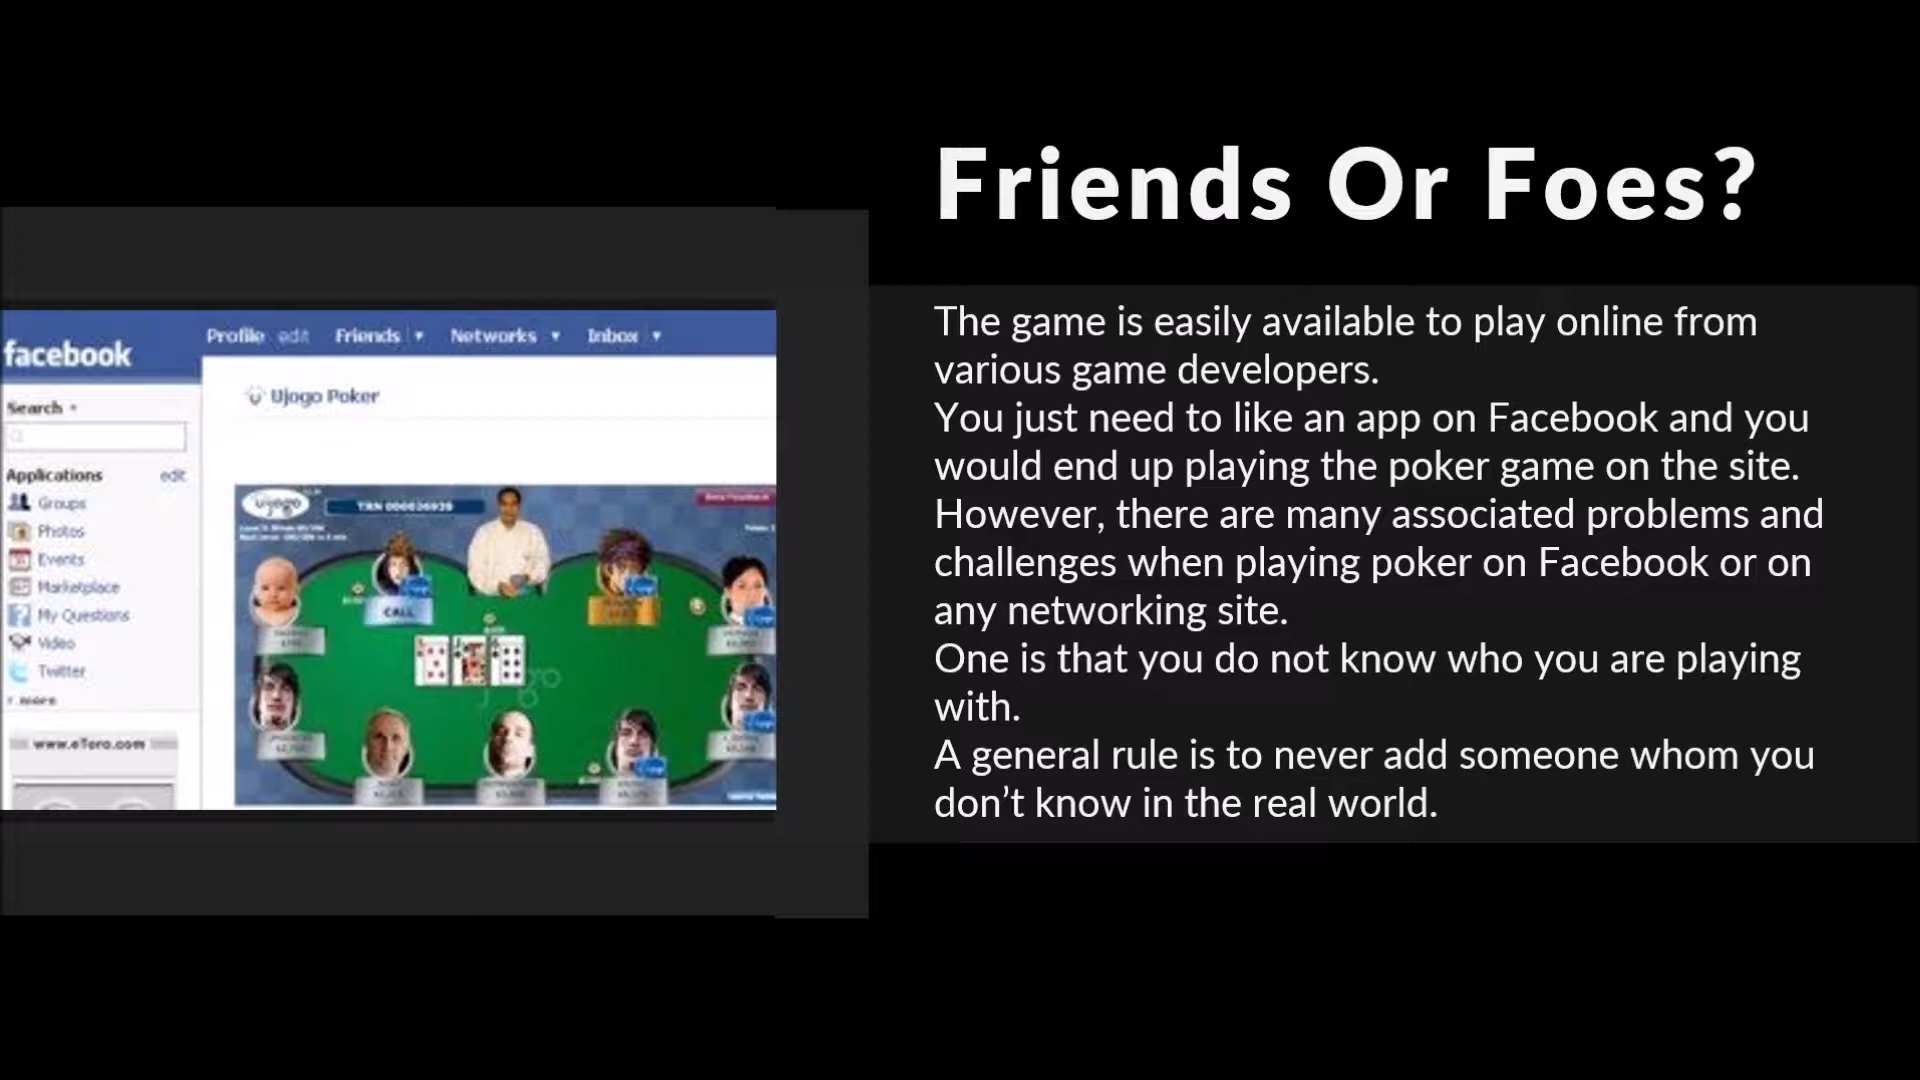 Friends Or Foes?
The game is easily available to play online from
various game developers.
You just need to like an app on Facebook and you
would end up playing the poker game on the site.
However, there are many associated problems and
challenges when playing poker on Facebook or on
any networking site.
One is that you do not know who you are playing
with.
A general rule is to never add someone whom you
don't know in the real world.
facebook
Profile edit Friends Networks Inbox
Search
Ujogo Poker
Applications edit
Groups
Photos
Events
Marketplace
My Questions
Video
Twitter
more
www.eToro.com
ujogo
CALL